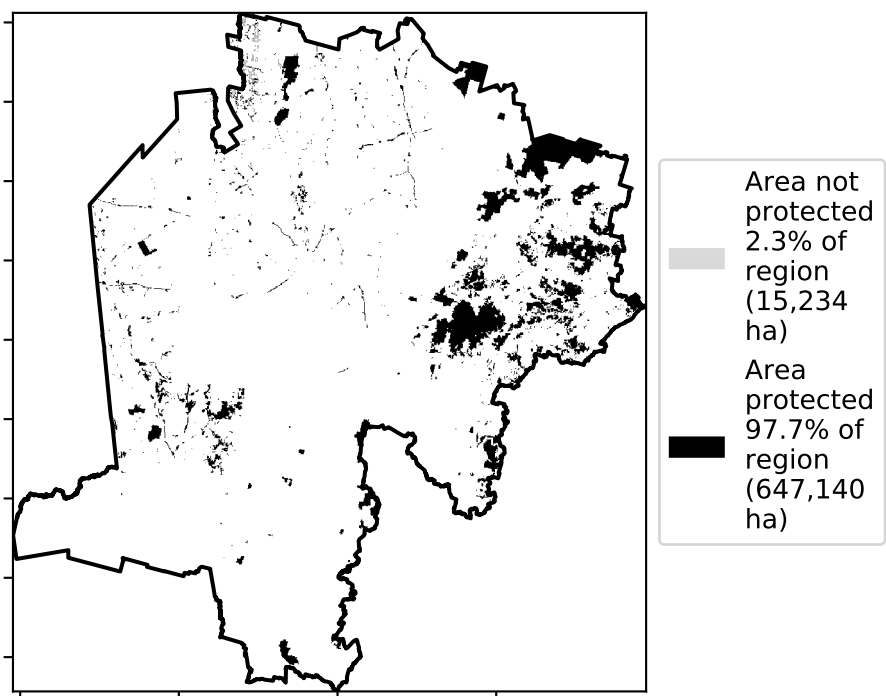 Area not
protected
2.3% of
region
(15,234
ha)
Area
protected
97.7% of
region
(647,140
ha)